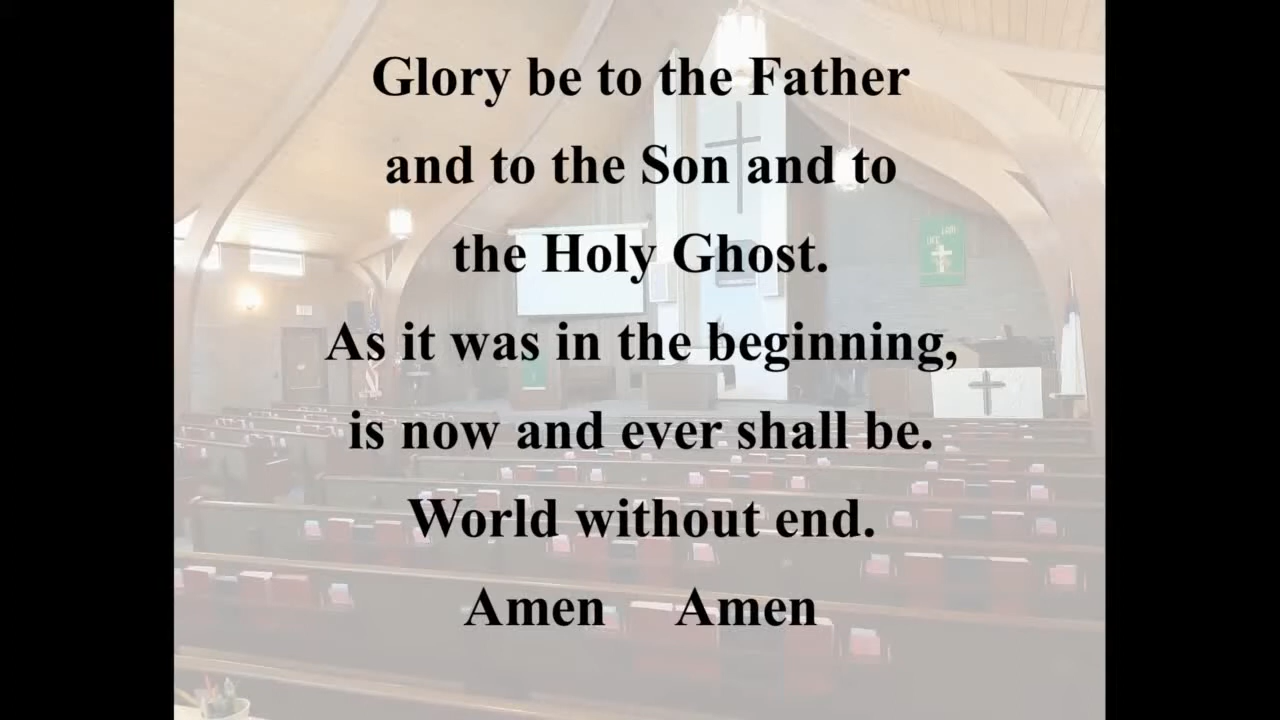 Glory be to the Father
and to the Son and to
the Holy Ghost.
As it was in the beginning,
is now and ever shall be.
World without end.
Amen Amen